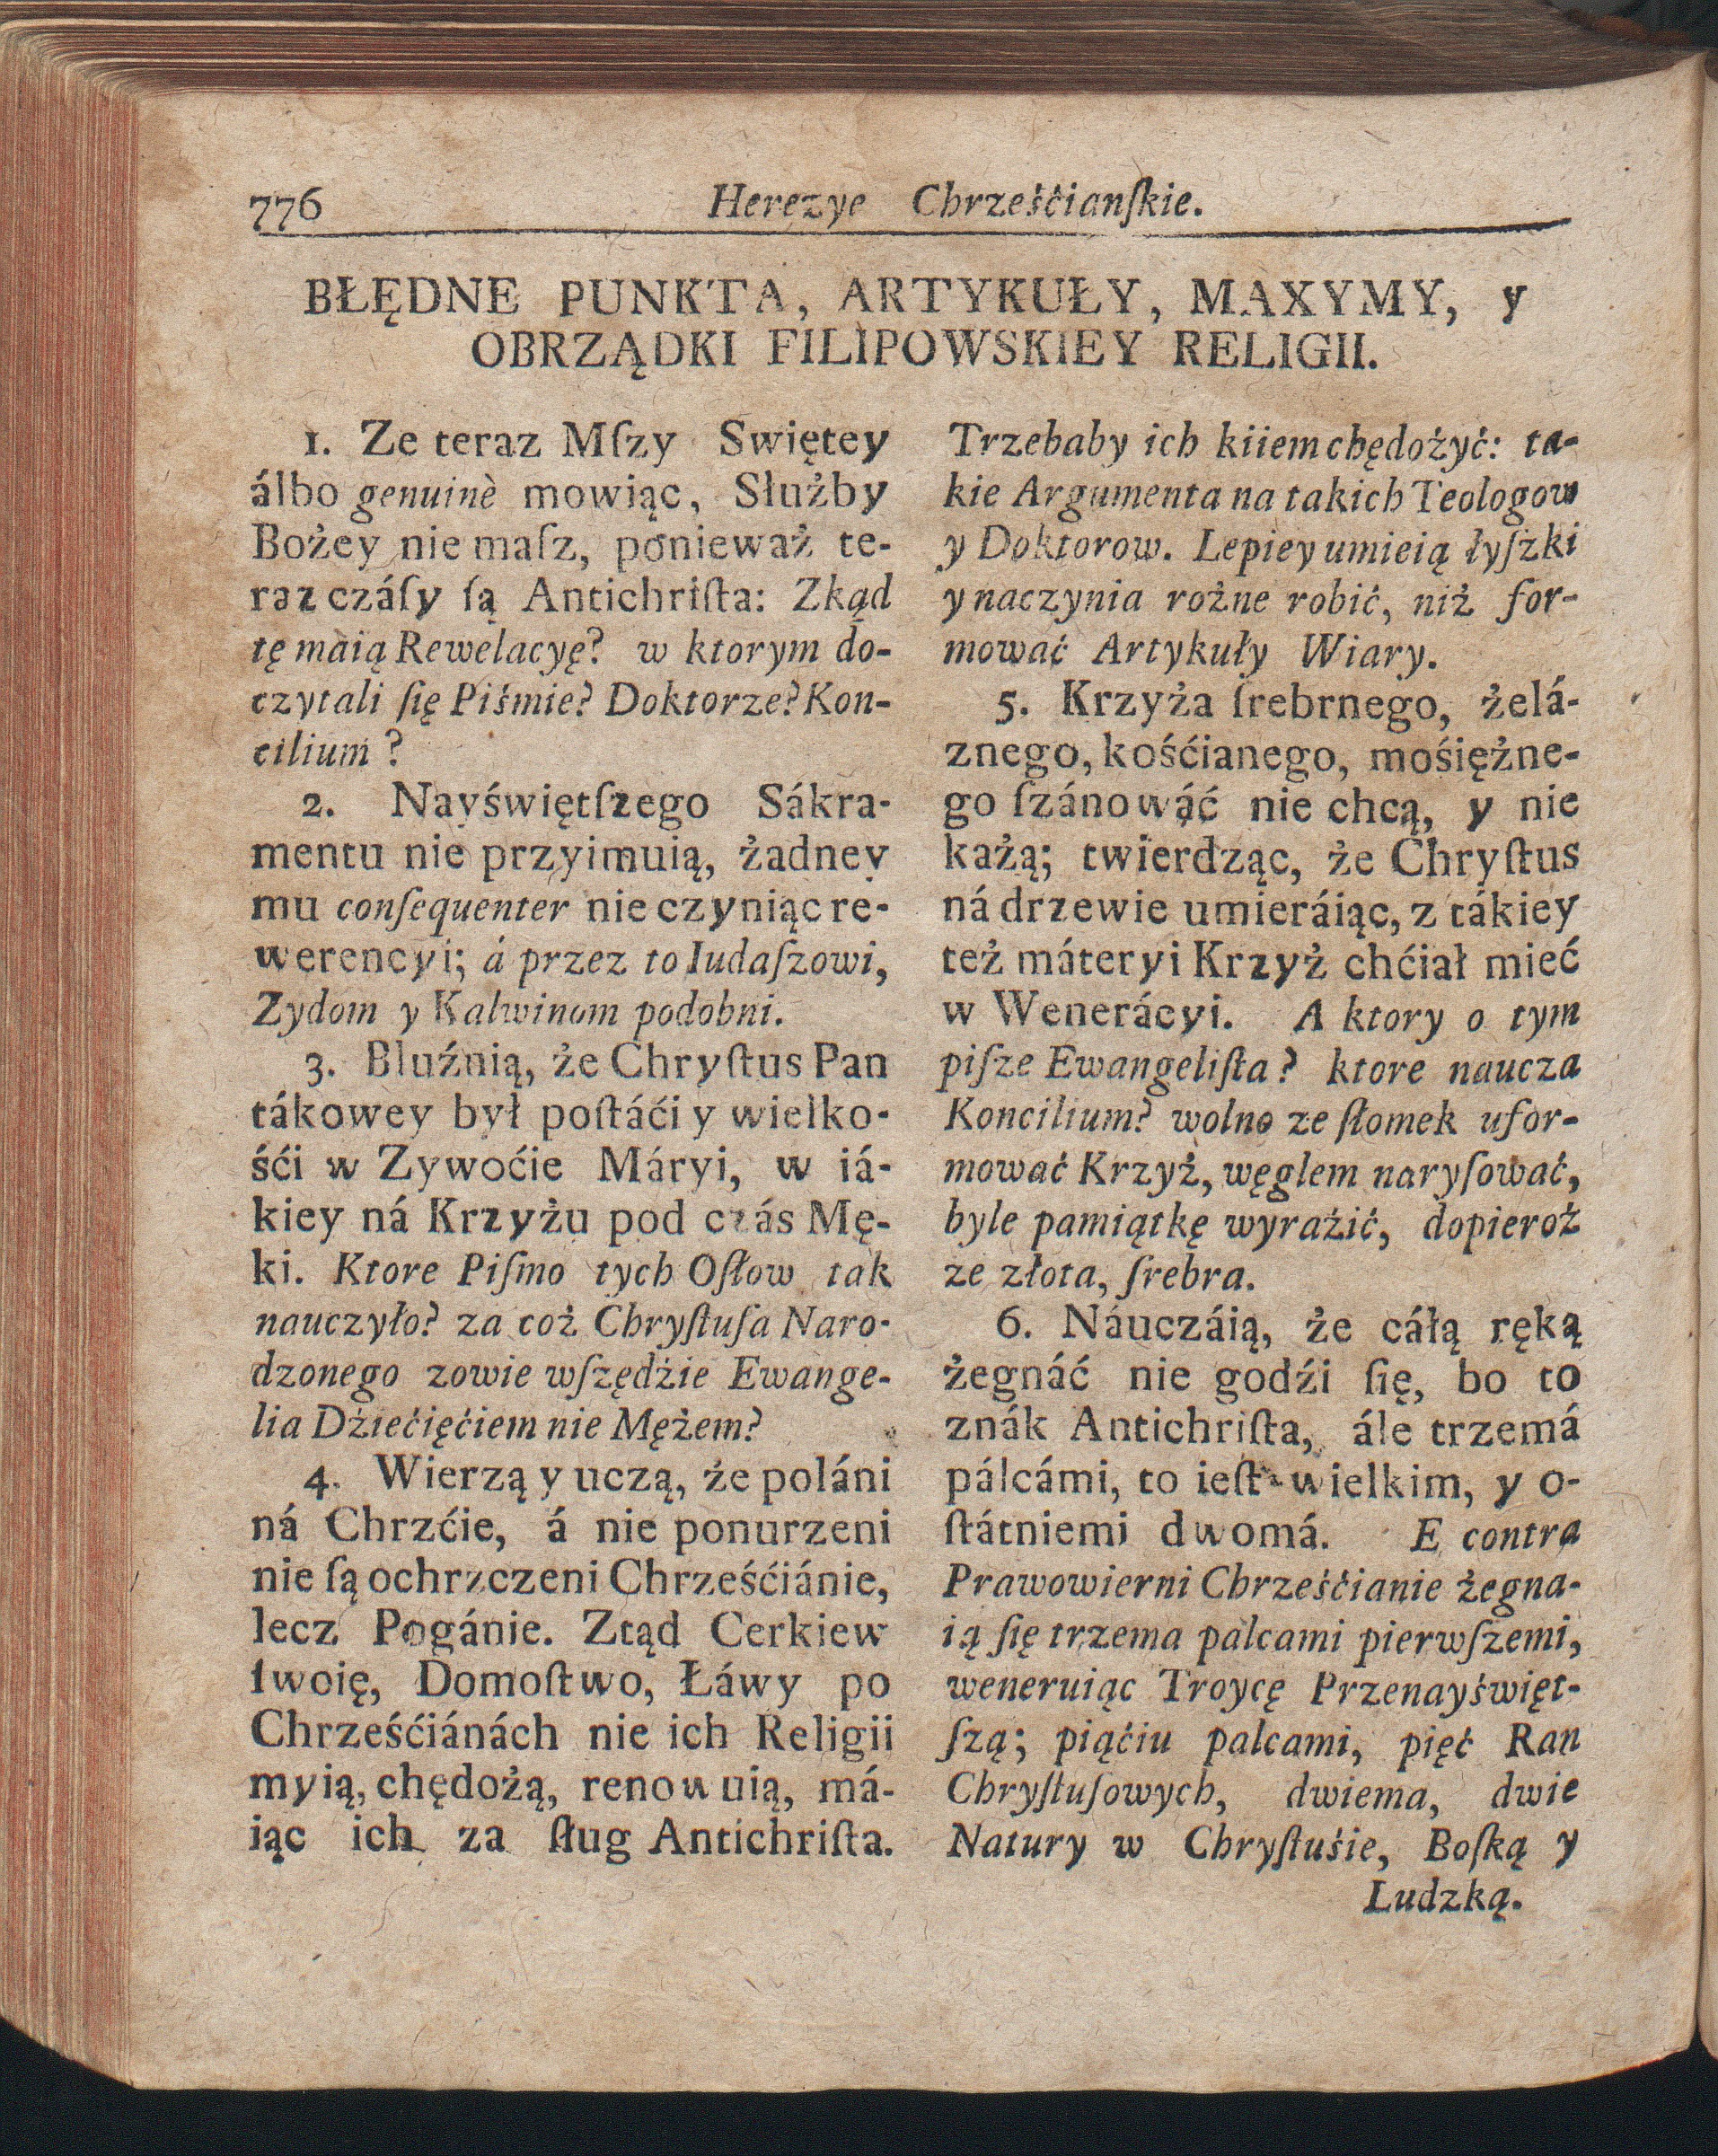 776 Herezye Chrześćianſkie.
BŁĘDNE PUNKTA, ARTYKUŁY, MAXYMY, y
OBRZĄDKI FILIPOWSKIEY RELIGII.
1. Ze teraz Mſzy Swiętey
álbo genuinè mowiąc, Służby
Bożey nie maſz, ponieważ te-
raz czáſy ſą Antichriſta: Zkąd
tę maią Rewelacyę? w ktorym do-
czytali ſię Piśmie? Doktorze? Kon-
cilium?
2. Nayświętſzego Sákra-
mentu nie przyimuią, żadney
mu conſequenter nie czyniąc re-
werencyi; á przez to Iudaſzowi,
Zydom y Kalwinom podobni.
3. Bluźnią, że Chryſtus Pan
tákowey był poſtáći y wielko-
śći w Zywoćie Máryi, w iá-
kiey ná Krzyżu pod czás Mę-
ki. Ktore Piſmo tych Oſłow tak
nauczyło? za coż Chryſtuſa Naro-
dzonego zowie wſzędźie Ewange-
lia Dźiećięćiem nie Mężem?
4. Wierzą y uczą, że poláni
ná Chrzćie, á nie ponurzeni
nie ſą ochrzczeni Chrześćiánie,
lecz Pogánie. Ztąd Cerkiew
ſwoię, Domoſtwo, Łáwy po
Chrześćiánách nie ich Religii
myią, chędożą, renowuią, má-
iąc ich za ſług Antichriſta.
Trzebaby ich kiiem chędożyć: ta-
kie Argumenta na takich Teologow
y Doktorow. Lepiey umieią łyſzki
y naczynia rożne robić, niż for-
mować Artykuły Wiary.
5. Krzyża ſrebrnego, żelá-
znego, kośćianego, mośiężne-
go ſzánowáć nie chcą, y nie
każą; twierdząc, że Chryſtus
ná drzewie umieráiąc, z tákiey
też máteryi Krzyż chćiał mieć
w Wenerácyi. A ktory o tym
piſze Ewangeliſta? ktore naucza
Koncilium? wolno ze ſłomek ufor-
mować Krzyż, węglem naryſować,
byle pamiątkę wyrażić, dopieroż
ze złota, ſrebra.
6. Náuczáią, że cáłą ręką
żegnáć nie godźi ſię, bo to
znák Antichriſta, ále trzemá
pálcámi, to ieſt wielkim, y o-
ſtátniemi dwomá. E contra
Prawowierni Chrześćianie żegna-
ią ſię trzema palcami pierwſzemi,
weneruiąc Troycę Przenayświęt-
ſzą; piąćiu palcami, pięć Ran
Chryſtuſowych, dwiema, dwie
Natury w Chryſtuśie, Boſką y
Ludzką.